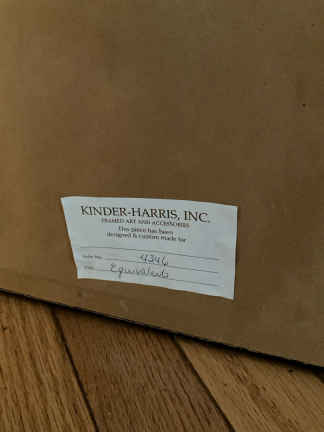 KINDER-HARRIS, INC.
FRAMED ART AND ACCESSORIES
This piece has been
designed & custom made for
4346
Equivalents